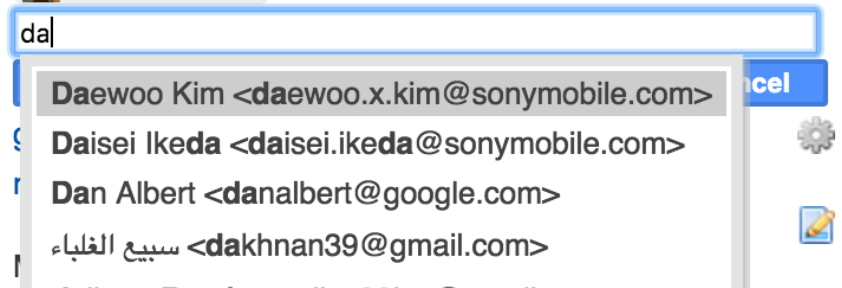 da
ncel
Daewoo Kim <daewoo.x.kim@sonymobile.com>
Daisei Ikeda <daisei.ikeda@sonymobile.com>
Dan Albert <danalbert@google.com>
سبيع الغلباء <dakhnan39@gmail.com>